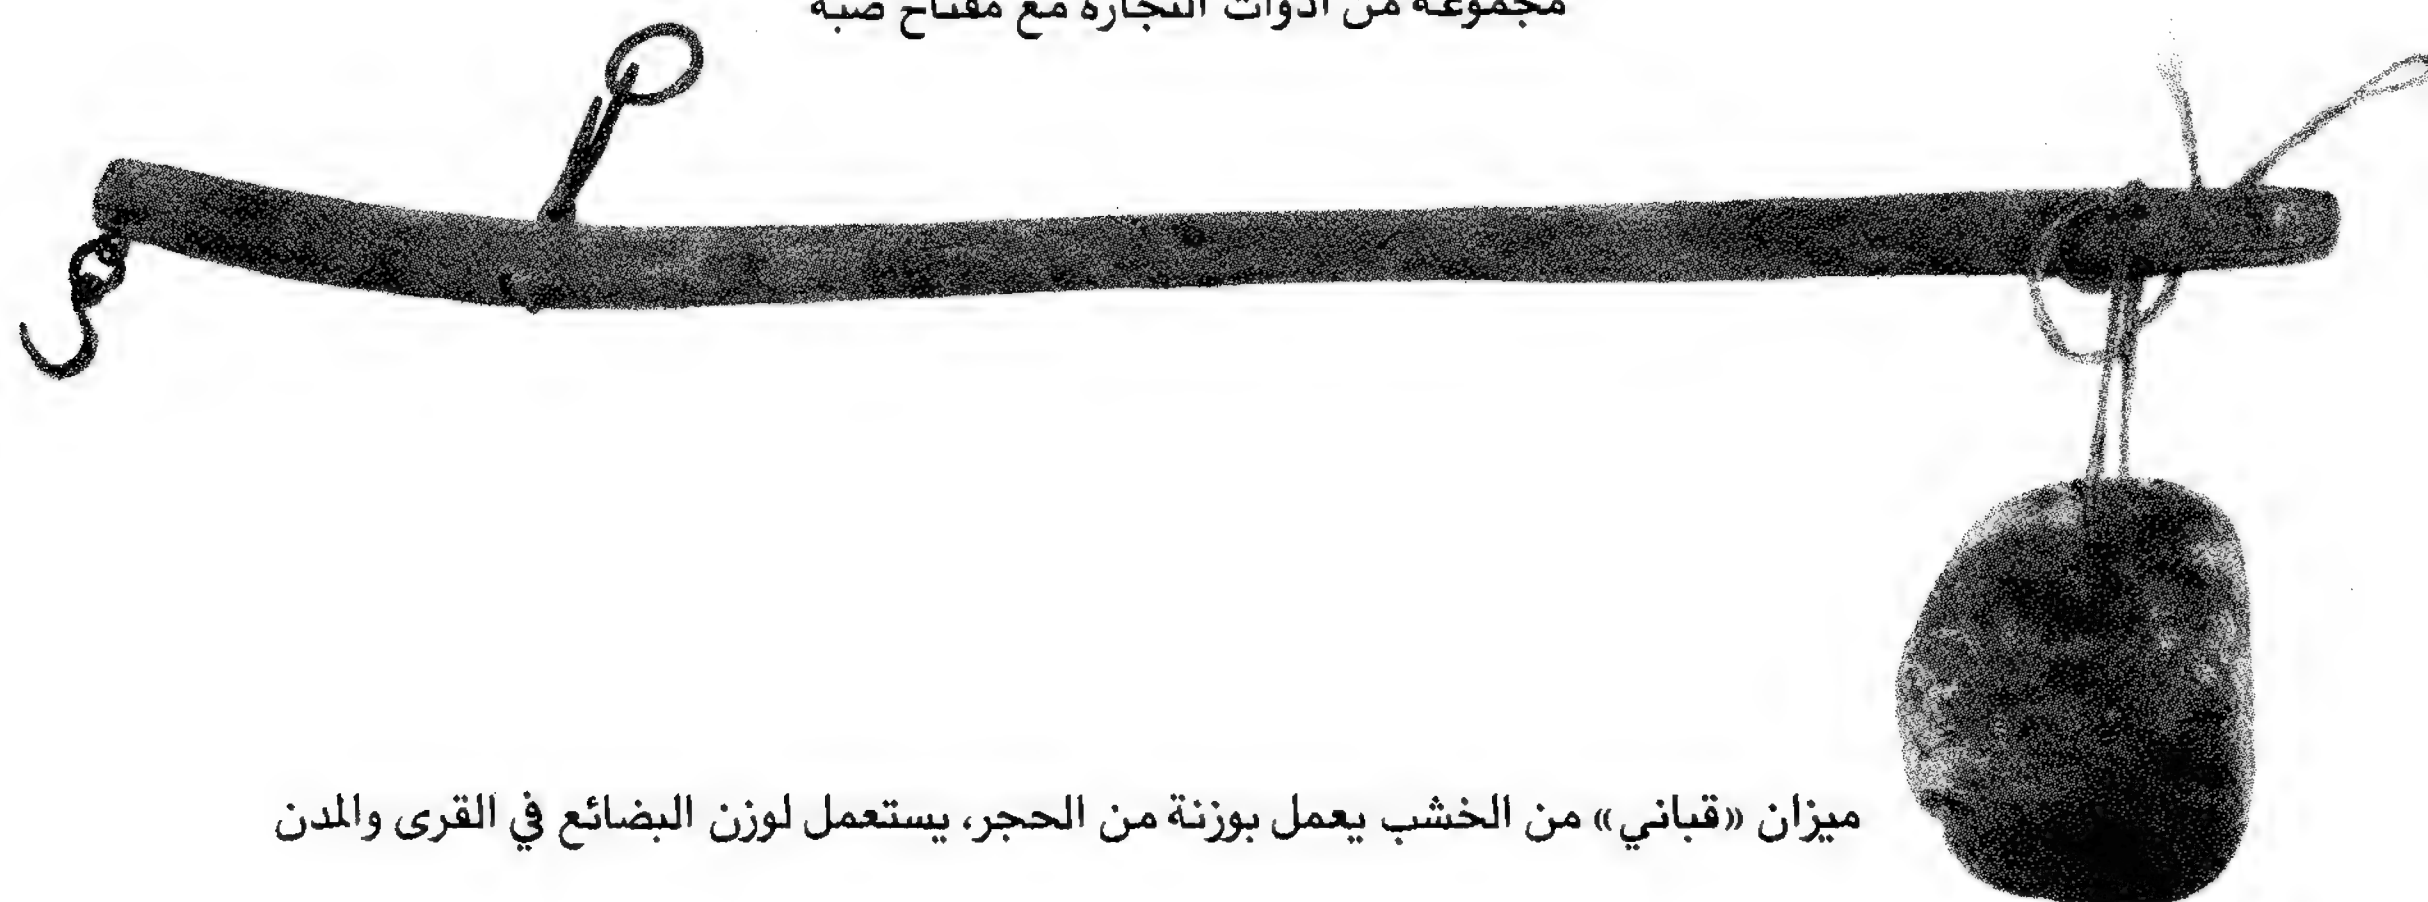 مجموعة من أدوات النجارة مع مفتاح ضبة
ميزان «قباني» من الخشب يعمل بوزنة من الحجر، يستعمل لوزن البضائع في القرى والمدن